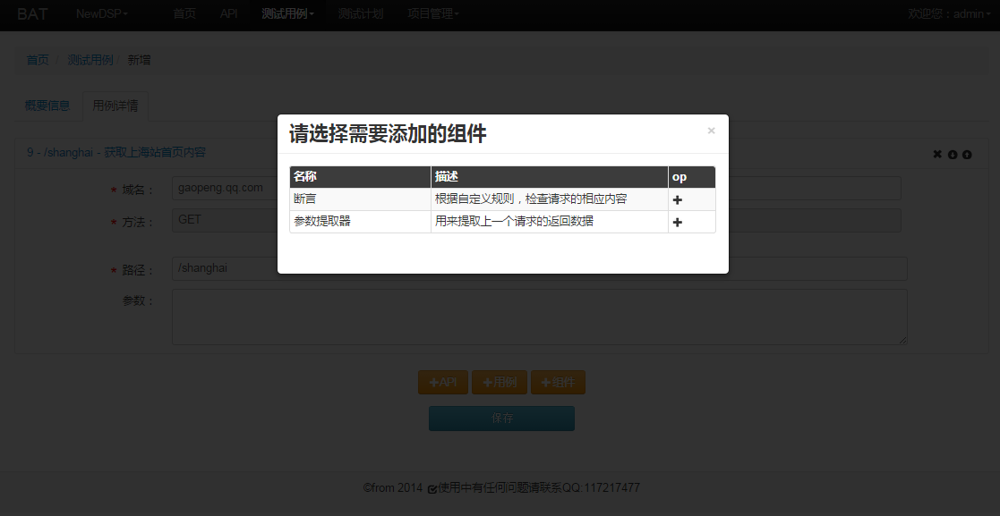 BAT NewDSP 首页 API 测试用例 测试计划 项目管理 欢迎您：admin
首页 / 测试用例 / 新增
概要信息 用例详情
请选择需要添加的组件 ×
名称 描述 op
断言 根据自定义规则，检查请求的相应内容
参数提取器 用来提取上一个请求的返回数据
9 - /shanghai - 获取上海站首页内容
* 域名： gaopeng.qq.com
* 方法： GET
* 路径： /shanghai
参数：
+API +用例 +组件
保存
©from 2014 使用中有任何问题请联系QQ:117217477